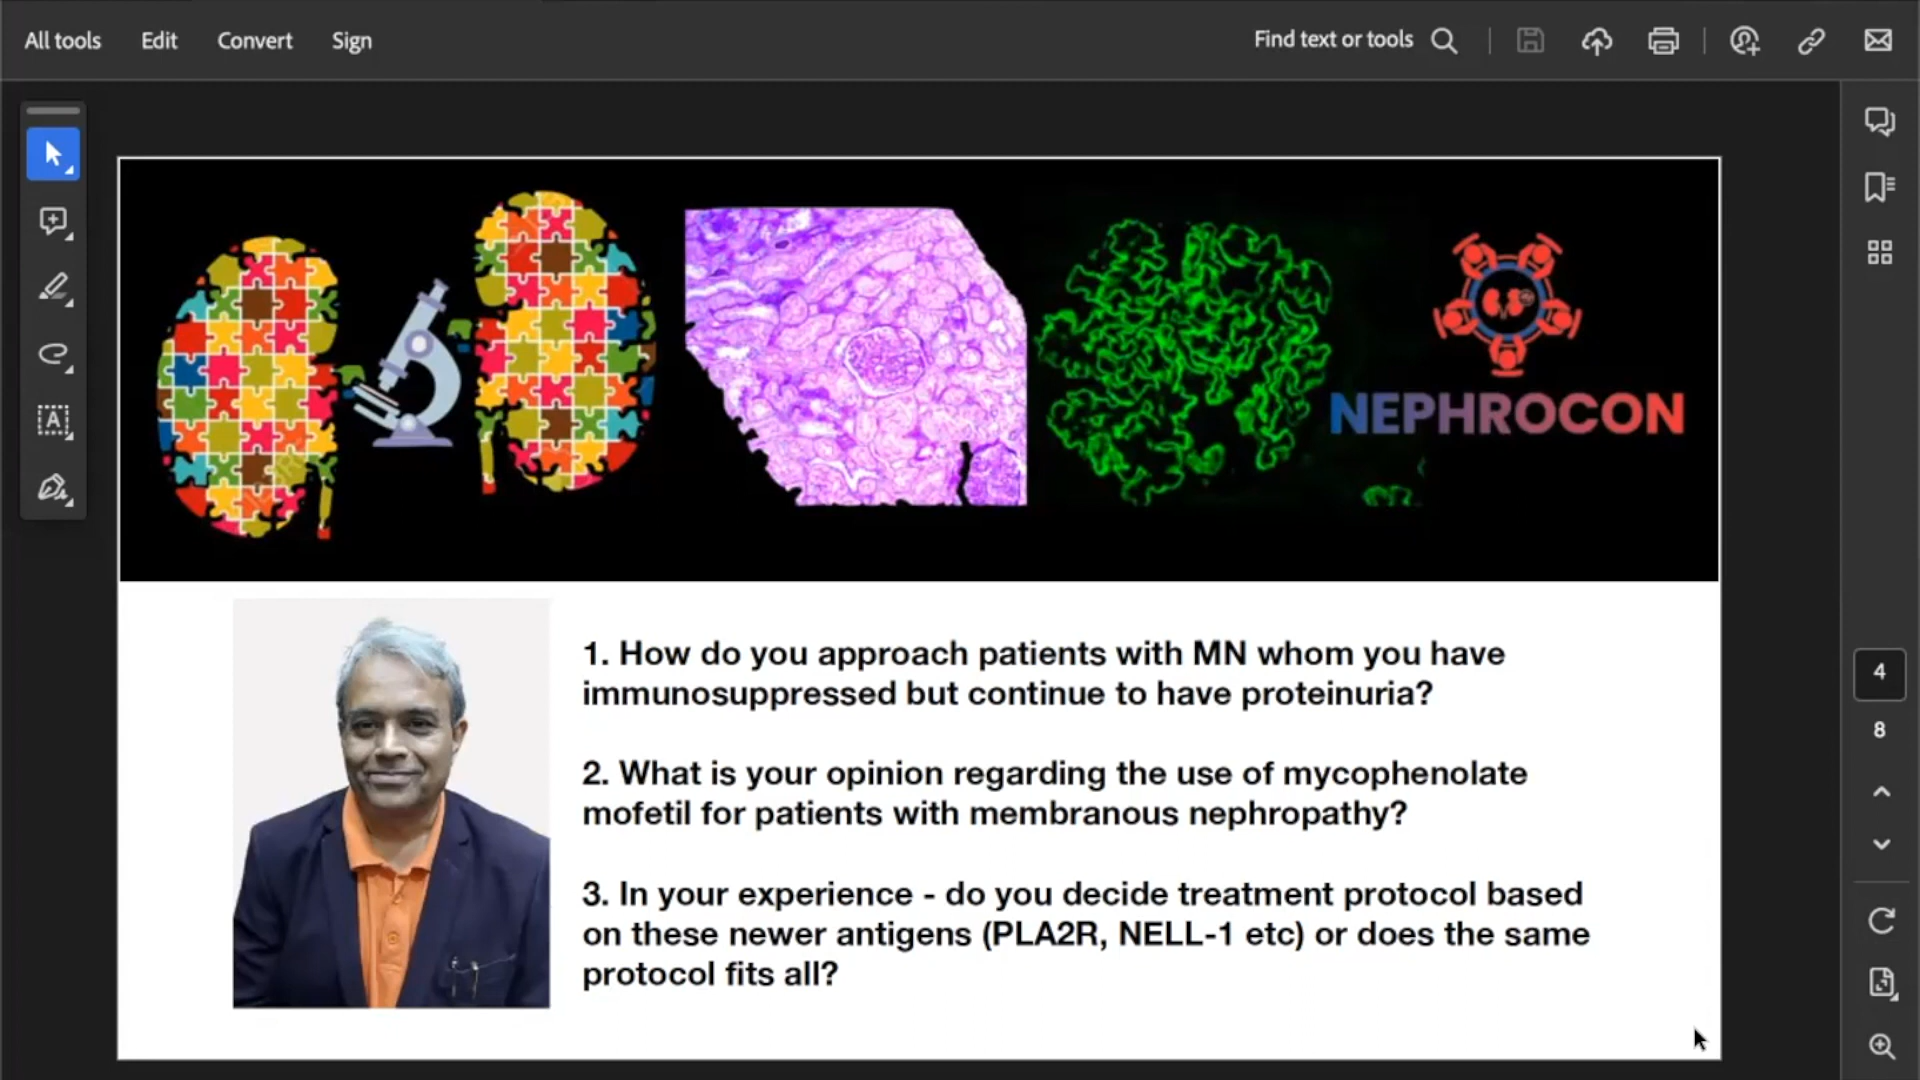 All tools Edit Convert Sign Find text or tools
NEPHROCON
1. How do you approach patients with MN whom you have
immunosuppressed but continue to have proteinuria?
2. What is your opinion regarding the use of mycophenolate
mofetil for patients with membranous nephropathy?
3. In your experience - do you decide treatment protocol based
on these newer antigens (PLA2R, NELL-1 etc) or does the same
protocol fits all?
4
8